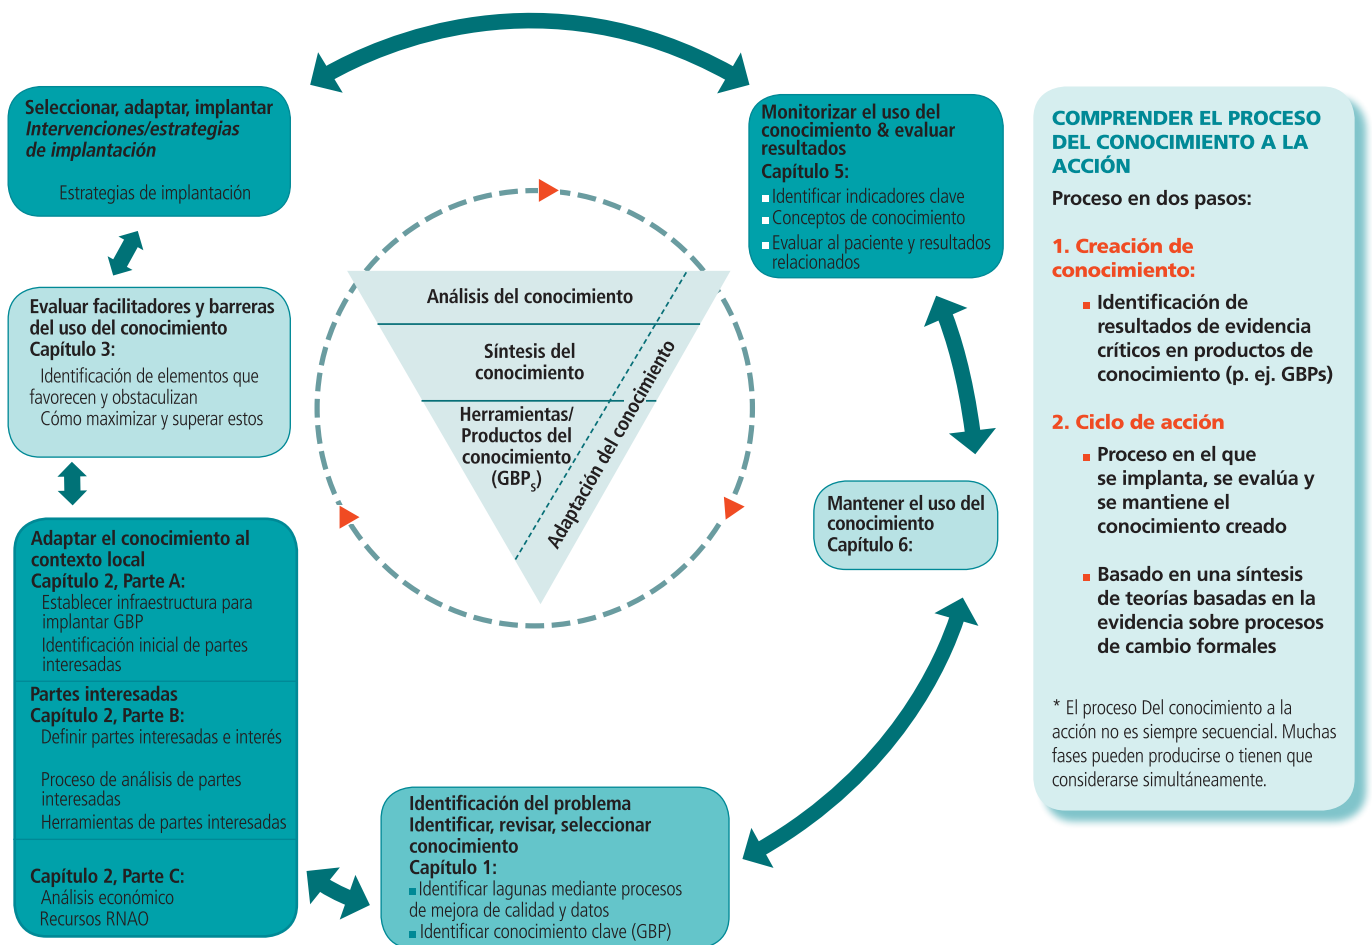 Seleccionar, adaptar, implantar
Intervenciones/estrategias
de implantación
Estrategias de implantación
Evaluar facilitadores y barreras
del uso del conocimiento
Capítulo 3:
Identificación de elementos que
favorecen y obstaculizan
Cómo maximizar y superar estos
Adaptar el conocimiento al
contexto local
Capítulo 2, Parte A:
Establecer infraestructura para
implantar GBP
Identificación inicial de partes
interesadas
Partes interesadas
Capítulo 2, Parte B:
Definir partes interesadas e interés
Proceso de análisis de partes
interesadas
Herramientas de partes interesadas
Capítulo 2, Parte C:
Análisis económico
Recursos RNAO
Análisis del conocimiento
Síntesis del
conocimiento
Herramientas/
Productos del
conocimiento
(GBPs)
Adaptación del conocimiento
Identificación del problema
Identificar, revisar, seleccionar
conocimiento
Capítulo 1:
Identificar lagunas mediante procesos
de mejora de calidad y datos
Identificar conocimiento clave (GBP)
Monitorizar el uso del
conocimiento & evaluar
resultados
Capítulo 5:
Identificar indicadores clave
Conceptos de conocimiento
Evaluar al paciente y resultados
relacionados
Mantener el uso del
conocimiento
Capítulo 6:
COMPRENDER EL PROCESO
DEL CONOCIMIENTO A LA
ACCIÓN
Proceso en dos pasos:
1. Creación de
conocimiento:
Identificación de
resultados de evidencia
críticos en productos de
conocimiento (p. ej. GBPs)
2. Ciclo de acción
Proceso en el que
se implanta, se evalúa y
se mantiene el
conocimiento creado
Basado en una síntesis
de teorías basadas en la
evidencia sobre procesos
de cambio formales
* El proceso Del conocimiento a la
acción no es siempre secuencial. Muchas
fases pueden producirse o tienen que
considerarse simultáneamente.